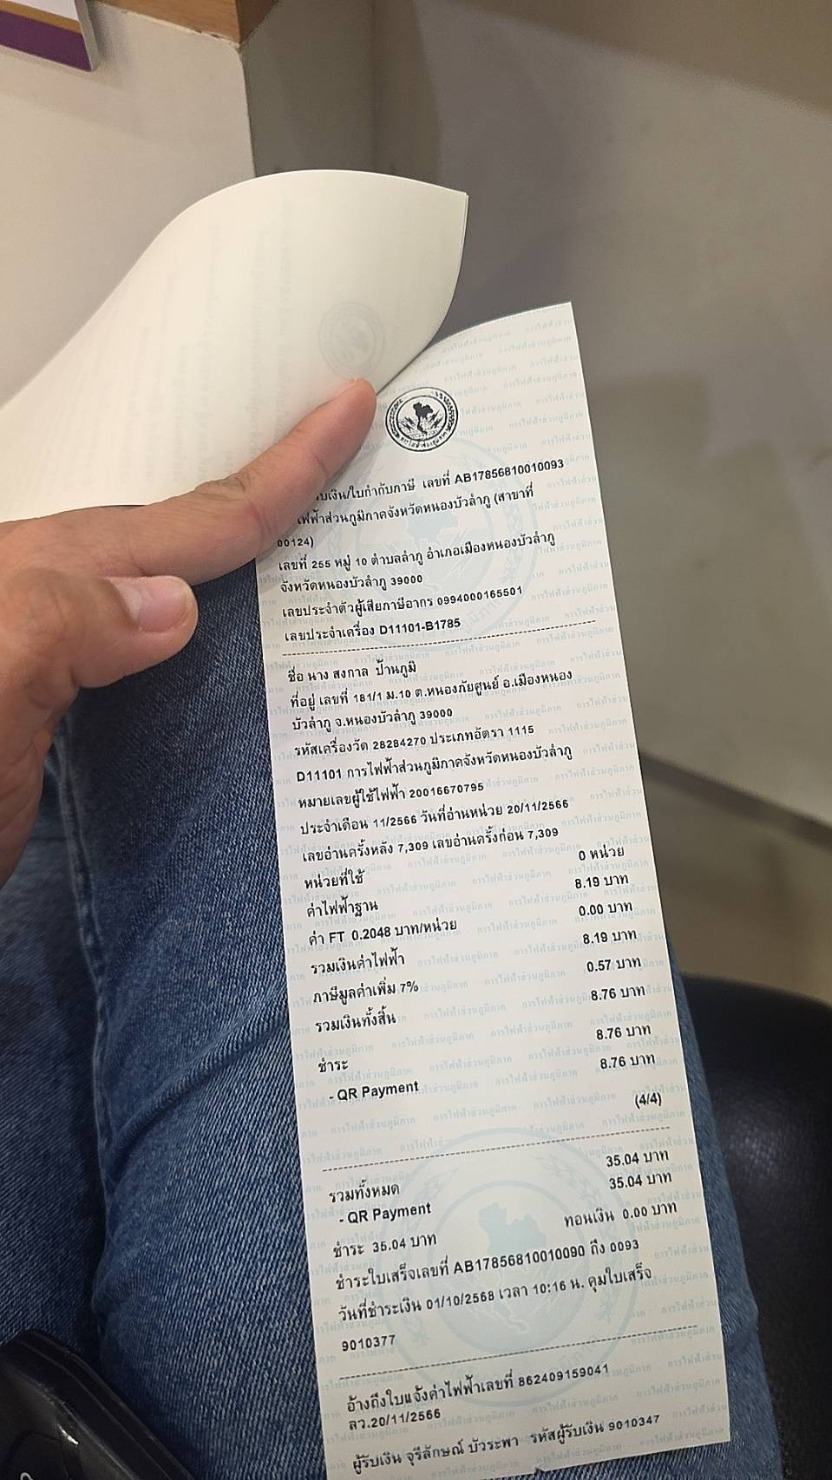 บเงิน/ใบกำกับภาษี เลขที่ AB17856810010093
ไฟฟ้าส่วนภูมิภาคจังหวัดหนองบัวลำภู (สาขาที่
00124)
เลขที่ 255 หมู่ 10 ตำบลลำภู อำเภอเมืองหนองบัวลำภู
จังหวัดหนองบัวลำภู 39000
เลขประจำตัวผู้เสียภาษีอากร 0994000165501
เลขประจำเครื่อง D11101-B1785
ชื่อ นาง สงกาล ป้านภูมิ
ที่อยู่ เลขที่ 181/1 ม.10 ต.หนองภัยศูนย์ อ.เมืองหนอง
บัวลำภู จ.หนองบัวลำภู 39000
รหัสเครื่องวัด 28284270 ประเภทอัตรา 1115
D11101 การไฟฟ้าส่วนภูมิภาคจังหวัดหนองบัวลำภู
หมายเลขผู้ใช้ไฟฟ้า 20016670795
ประจำเดือน 11/2566 วันที่อ่านหน่วย 20/11/2566
เลขอ่านครั้งหลัง 7,309 เลขอ่านครั้งก่อน 7,309
หน่วยที่ใช้ 0 หน่วย
ค่าไฟฟ้าฐาน 8.19 บาท
ค่า FT 0.2048 บาท/หน่วย 0.00 บาท
รวมเงินค่าไฟฟ้า 8.19 บาท
ภาษีมูลค่าเพิ่ม 7% 0.57 บาท
รวมเงินทั้งสิ้น 8.76 บาท
ชำระ 8.76 บาท
- QR Payment 8.76 บาท
(4/4)
รวมทั้งหมด 35.04 บาท
- QR Payment 35.04 บาท
ชำระ 35.04 บาท ทอนเงิน 0.00 บาท
ชำระใบเสร็จเลขที่ AB17856810010090 ถึง 0093
วันที่ชำระเงิน 01/10/2568 เวลา 10:16 น. คุมใบเสร็จ
9010377
อ้างถึงใบแจ้งค่าไฟฟ้าเลขที่ 862409159041
ลว.20/11/2566
ผู้รับเงิน จุรีลักษณ์ บัวระพา รหัสผู้รับเงิน 9010347